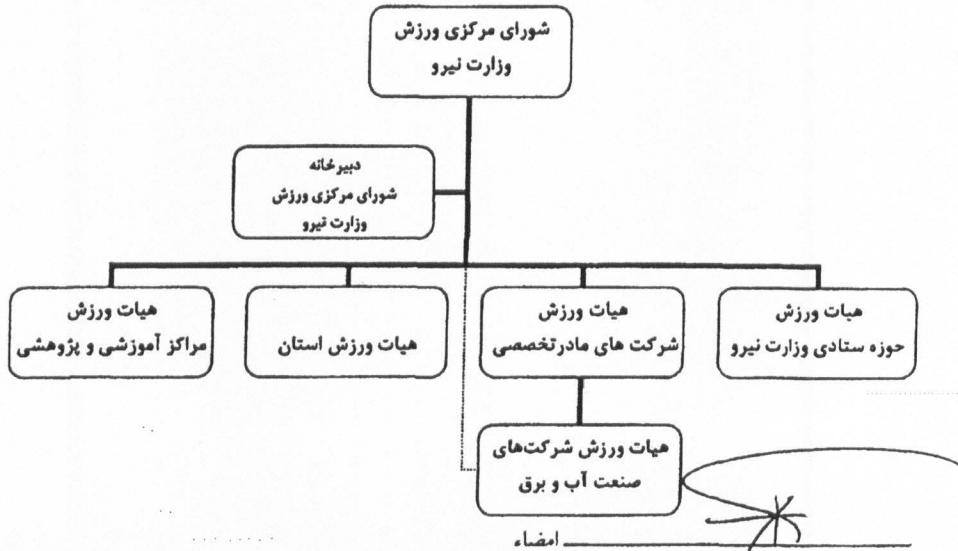 شورای مرکزی ورزش
وزارت نیرو
دبیرخانه
شورای مرکزی ورزش
وزارت نیرو
هیات ورزش
حوزه ستادی وزارت نیرو
هیات ورزش
شرکت های مادرتخصصی
هیات ورزش استان
هیات ورزش
مراکز آموزشی و پژوهشی
هیات ورزش شرکت‌های
صنعت آب و برق
امضاء